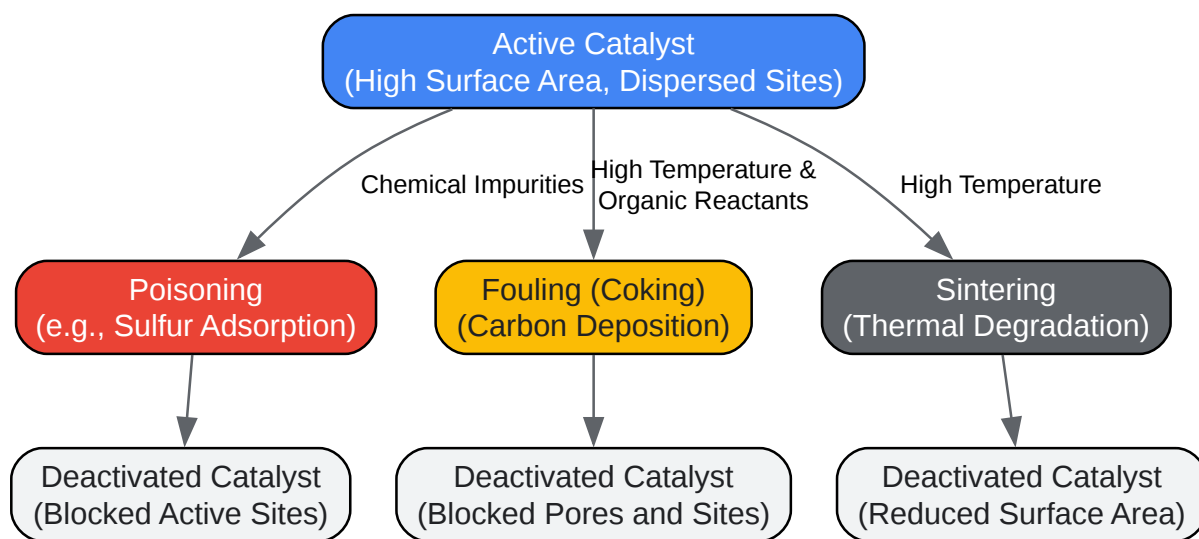 Active Catalyst
(High Surface Area, Dispersed Sites)
Chemical Impurities
High Temperature &
Organic Reactants
High Temperature
Poisoning
(e.g., Sulfur Adsorption)
Fouling (Coking)
(Carbon Deposition)
Sintering
(Thermal Degradation)
Deactivated Catalyst
(Blocked Active Sites)
Deactivated Catalyst
(Blocked Pores and Sites)
Deactivated Catalyst
(Reduced Surface Area)